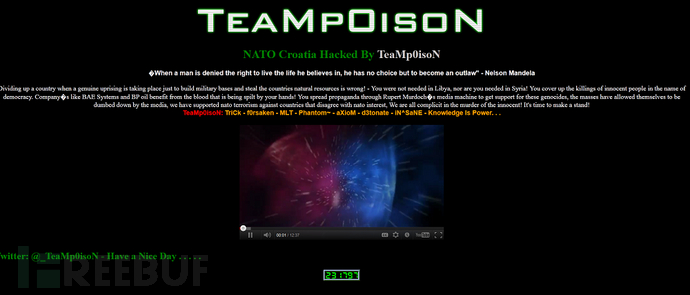 TeaMp0isoN
NATO Croatia Hacked By TeaMp0isoN
�When a man is denied the right to live the life he believes in, he has no choice but to become an outlaw" - Nelson Mandela
Dividing up a country when a genuine uprising is taking place just to build military bases and steal the countries natural resources is wrong! - You were not needed in Libya, nor are you needed in Syria! You cover up the killings of innocent people in the name of
democracy. Company�s like BAE Systems and BP oil benefit from the blood that is being spilt by your hands! You spread propaganda through Rupert Murdoch�s media machine to get support for these genocides, the masses have allowed themselves to be
dumbed down by the media, we have supported nato terrorism against countries that disagree with nato interest, We are all complicit in the murder of the innocent! It's time to make a stand!
TeaMp0isoN: TriCk - f0rsaken - MLT - Phantom~ - aXioM - d3tonate - iN^SaNE - Knowledge Is Power. . .
0:01 / 12:37
Twitter: @_TeaMp0isoN - Have a Nice Day . . . . .
FREEBUF
231797